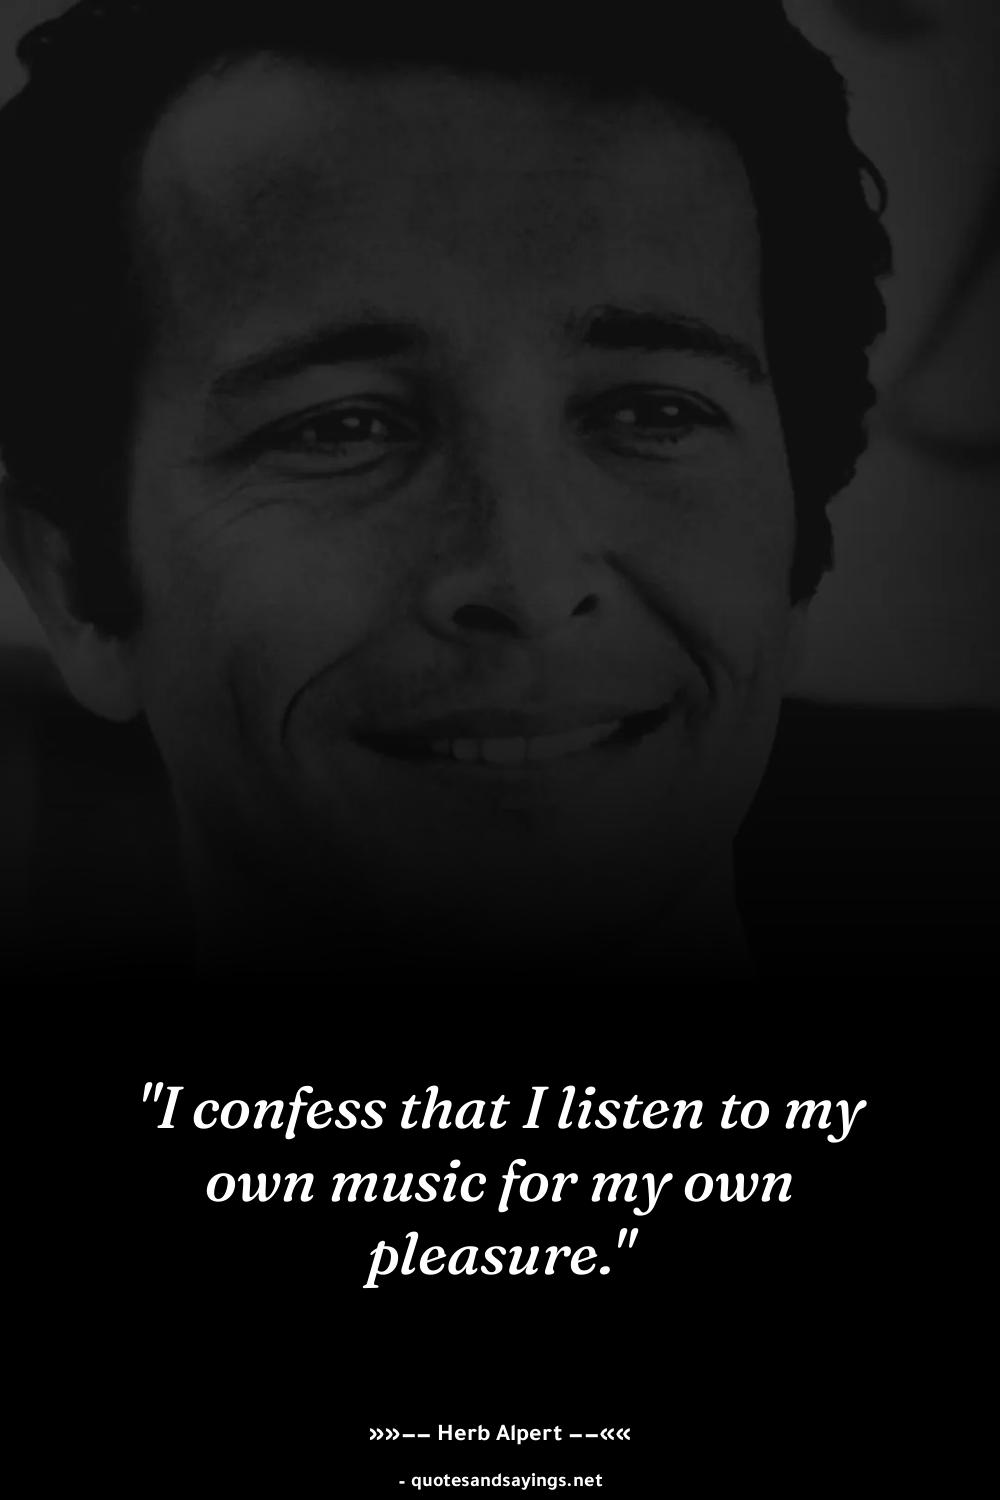 "I confess that I listen to my
own music for my own
pleasure."
»»−− Herb Alpert −−««
- quotesandsayings.net